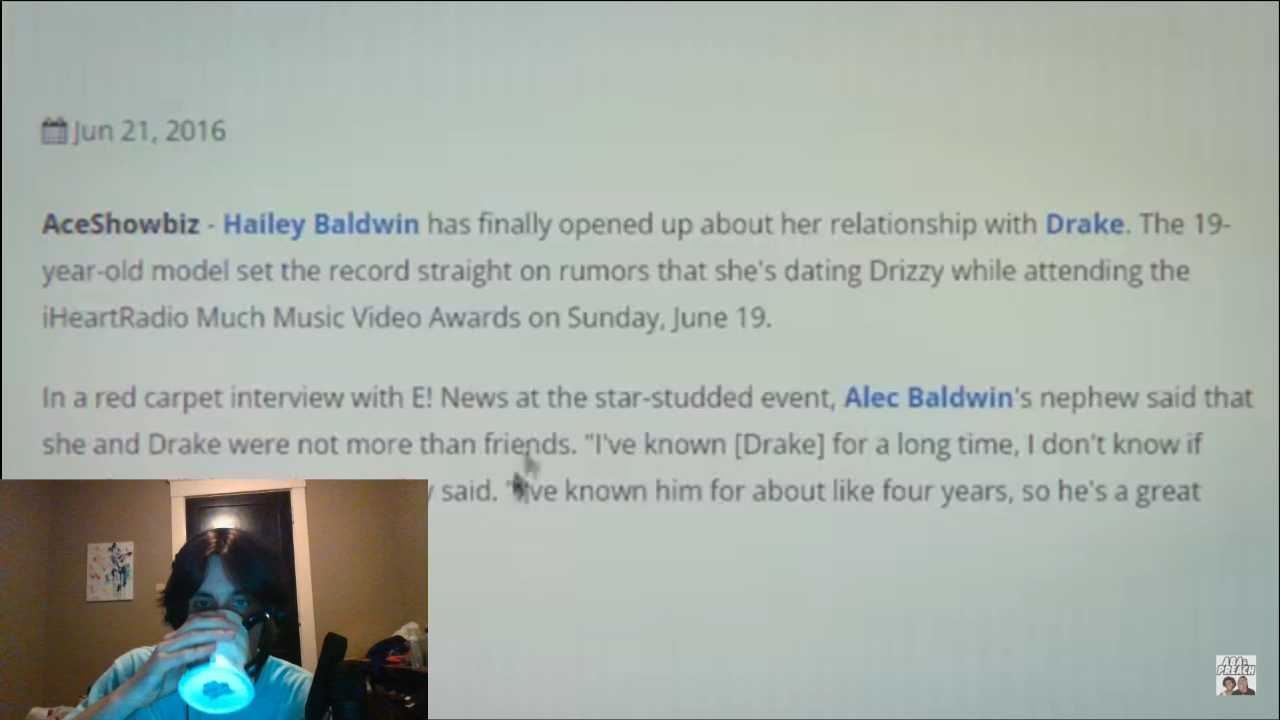 Jun 21, 2016
AceShowbiz - Hailey Baldwin has finally opened up about her relationship with Drake. The 19-
year-old model set the record straight on rumors that she's dating Drizzy while attending the
iHeartRadio Much Music Video Awards on Sunday, June 19.
In a red carpet interview with E! News at the star-studded event, Alec Baldwin's nephew said that
she and Drake were not more than friends. "I've known [Drake] for a long time, I don't know if
said. "I've known him for about like four years, so he's a great
ABA&
PREACH